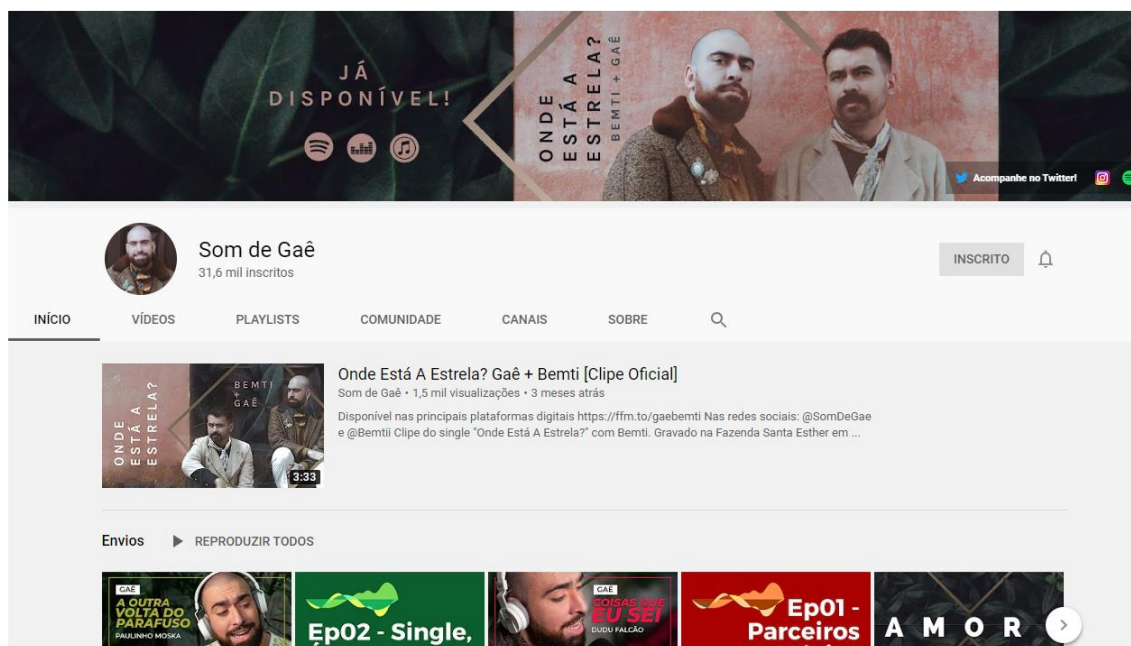 JÁ
DISPONÍVEL!
ONDE
ESTÁ A
ESTRELA?
BEMTI + GAÊ
Acompanhe no Twitter!
Som de Gaê
31,6 mil inscritos
INSCRITO
INÍCIO VÍDEOS PLAYLISTS COMUNIDADE CANAIS SOBRE
ONDE
ESTÁ A
ESTRELA?
BEMTI
+
GAÊ
3:33
Onde Está A Estrela? Gaê + Bemti [Clipe Oficial]
Som de Gaê • 1,5 mil visualizações • 3 meses atrás
Disponível nas principais plataformas digitais https://ffm.to/gaebemti Nas redes sociais: @SomDeGae
e @Bemtii Clipe do single "Onde Está A Estrela?" com Bemti. Gravado na Fazenda Santa Esther em ...
Envios REPRODUZIR TODOS
GAÊ
A OUTRA
VOLTA DO
PARAFUSO
PAULINHO MOSKA
Ep02 - Single,
GAÊ
COISAS QUE
EU SEI
DUDU FALCÃO
Ep01 -
Parceiros
AMOR